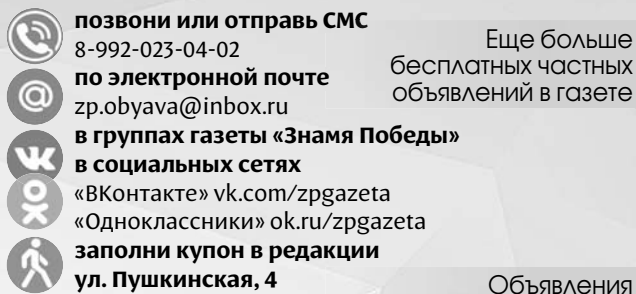 позвони или отправь СМС
8-992-023-04-02
по электронной почте
zp.obyava@inbox.ru
в группах газеты «Знамя Победы»
в социальных сетях
«ВКонтакте» vk.com/zpgazeta
«Одноклассники» ok.ru/zpgazeta
заполни купон в редакции
ул. Пушкинская, 4
Еще больше
бесплатных частных
объявлений в газете
Объявления